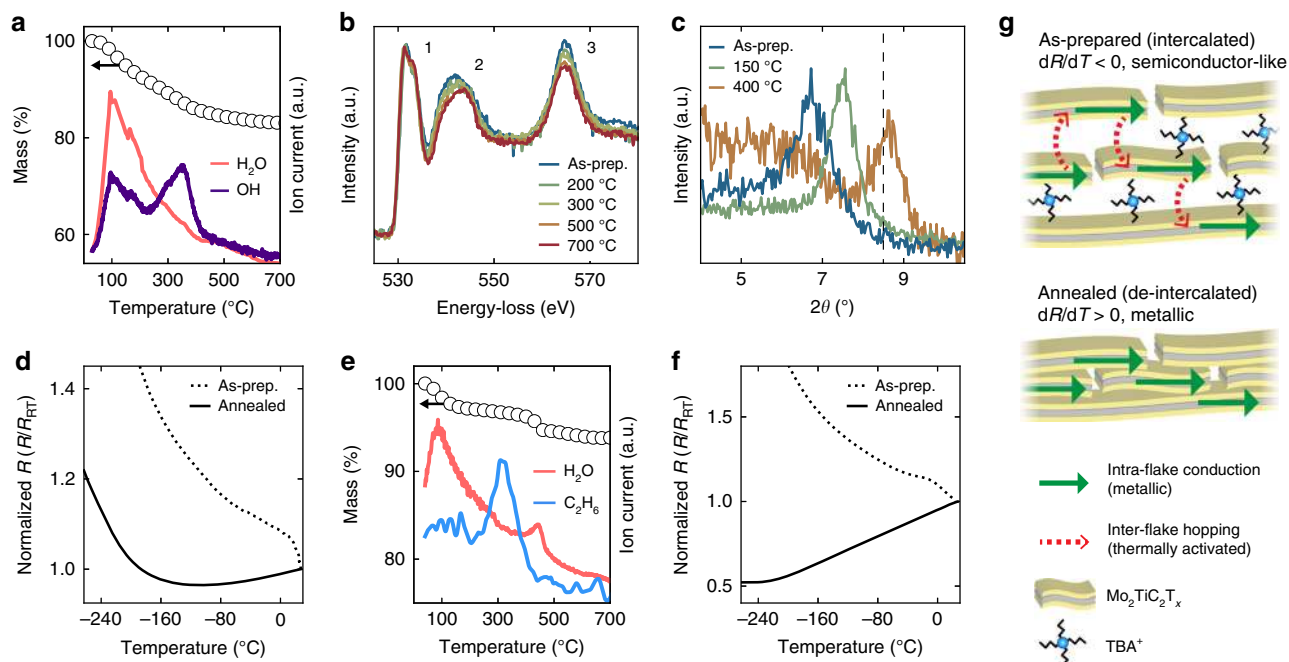 a
100
80
60
Mass (%)
H2O
OH
Ion current (a.u.)
100
300
500
700
Temperature (°C)
b
1
2
3
Intensity (a.u.)
As-prep.
200 °C
300 °C
500 °C
700 °C
530
550
570
Energy-loss (eV)
c
As-prep.
150 °C
400 °C
Intensity (a.u.)
5
7
9
2θ (°)
d
1.4
1.2
1.0
Normalized R (R/R_RT)
As-prep.
Annealed
−240
−160
−80
0
Temperature (°C)
e
100
90
80
Mass (%)
H2O
C2H6
Ion current (a.u.)
100
300
500
700
Temperature (°C)
f
1.5
1.0
0.5
Normalized R (R/R_RT)
As-prep.
Annealed
−240
−160
−80
0
Temperature (°C)
g
As-prepared (intercalated)
dR/dT < 0, semiconductor-like
Annealed (de-intercalated)
dR/dT > 0, metallic
Intra-flake conduction
(metallic)
Inter-flake hopping
(thermally activated)
Mo2TiC2Tx
TBA+